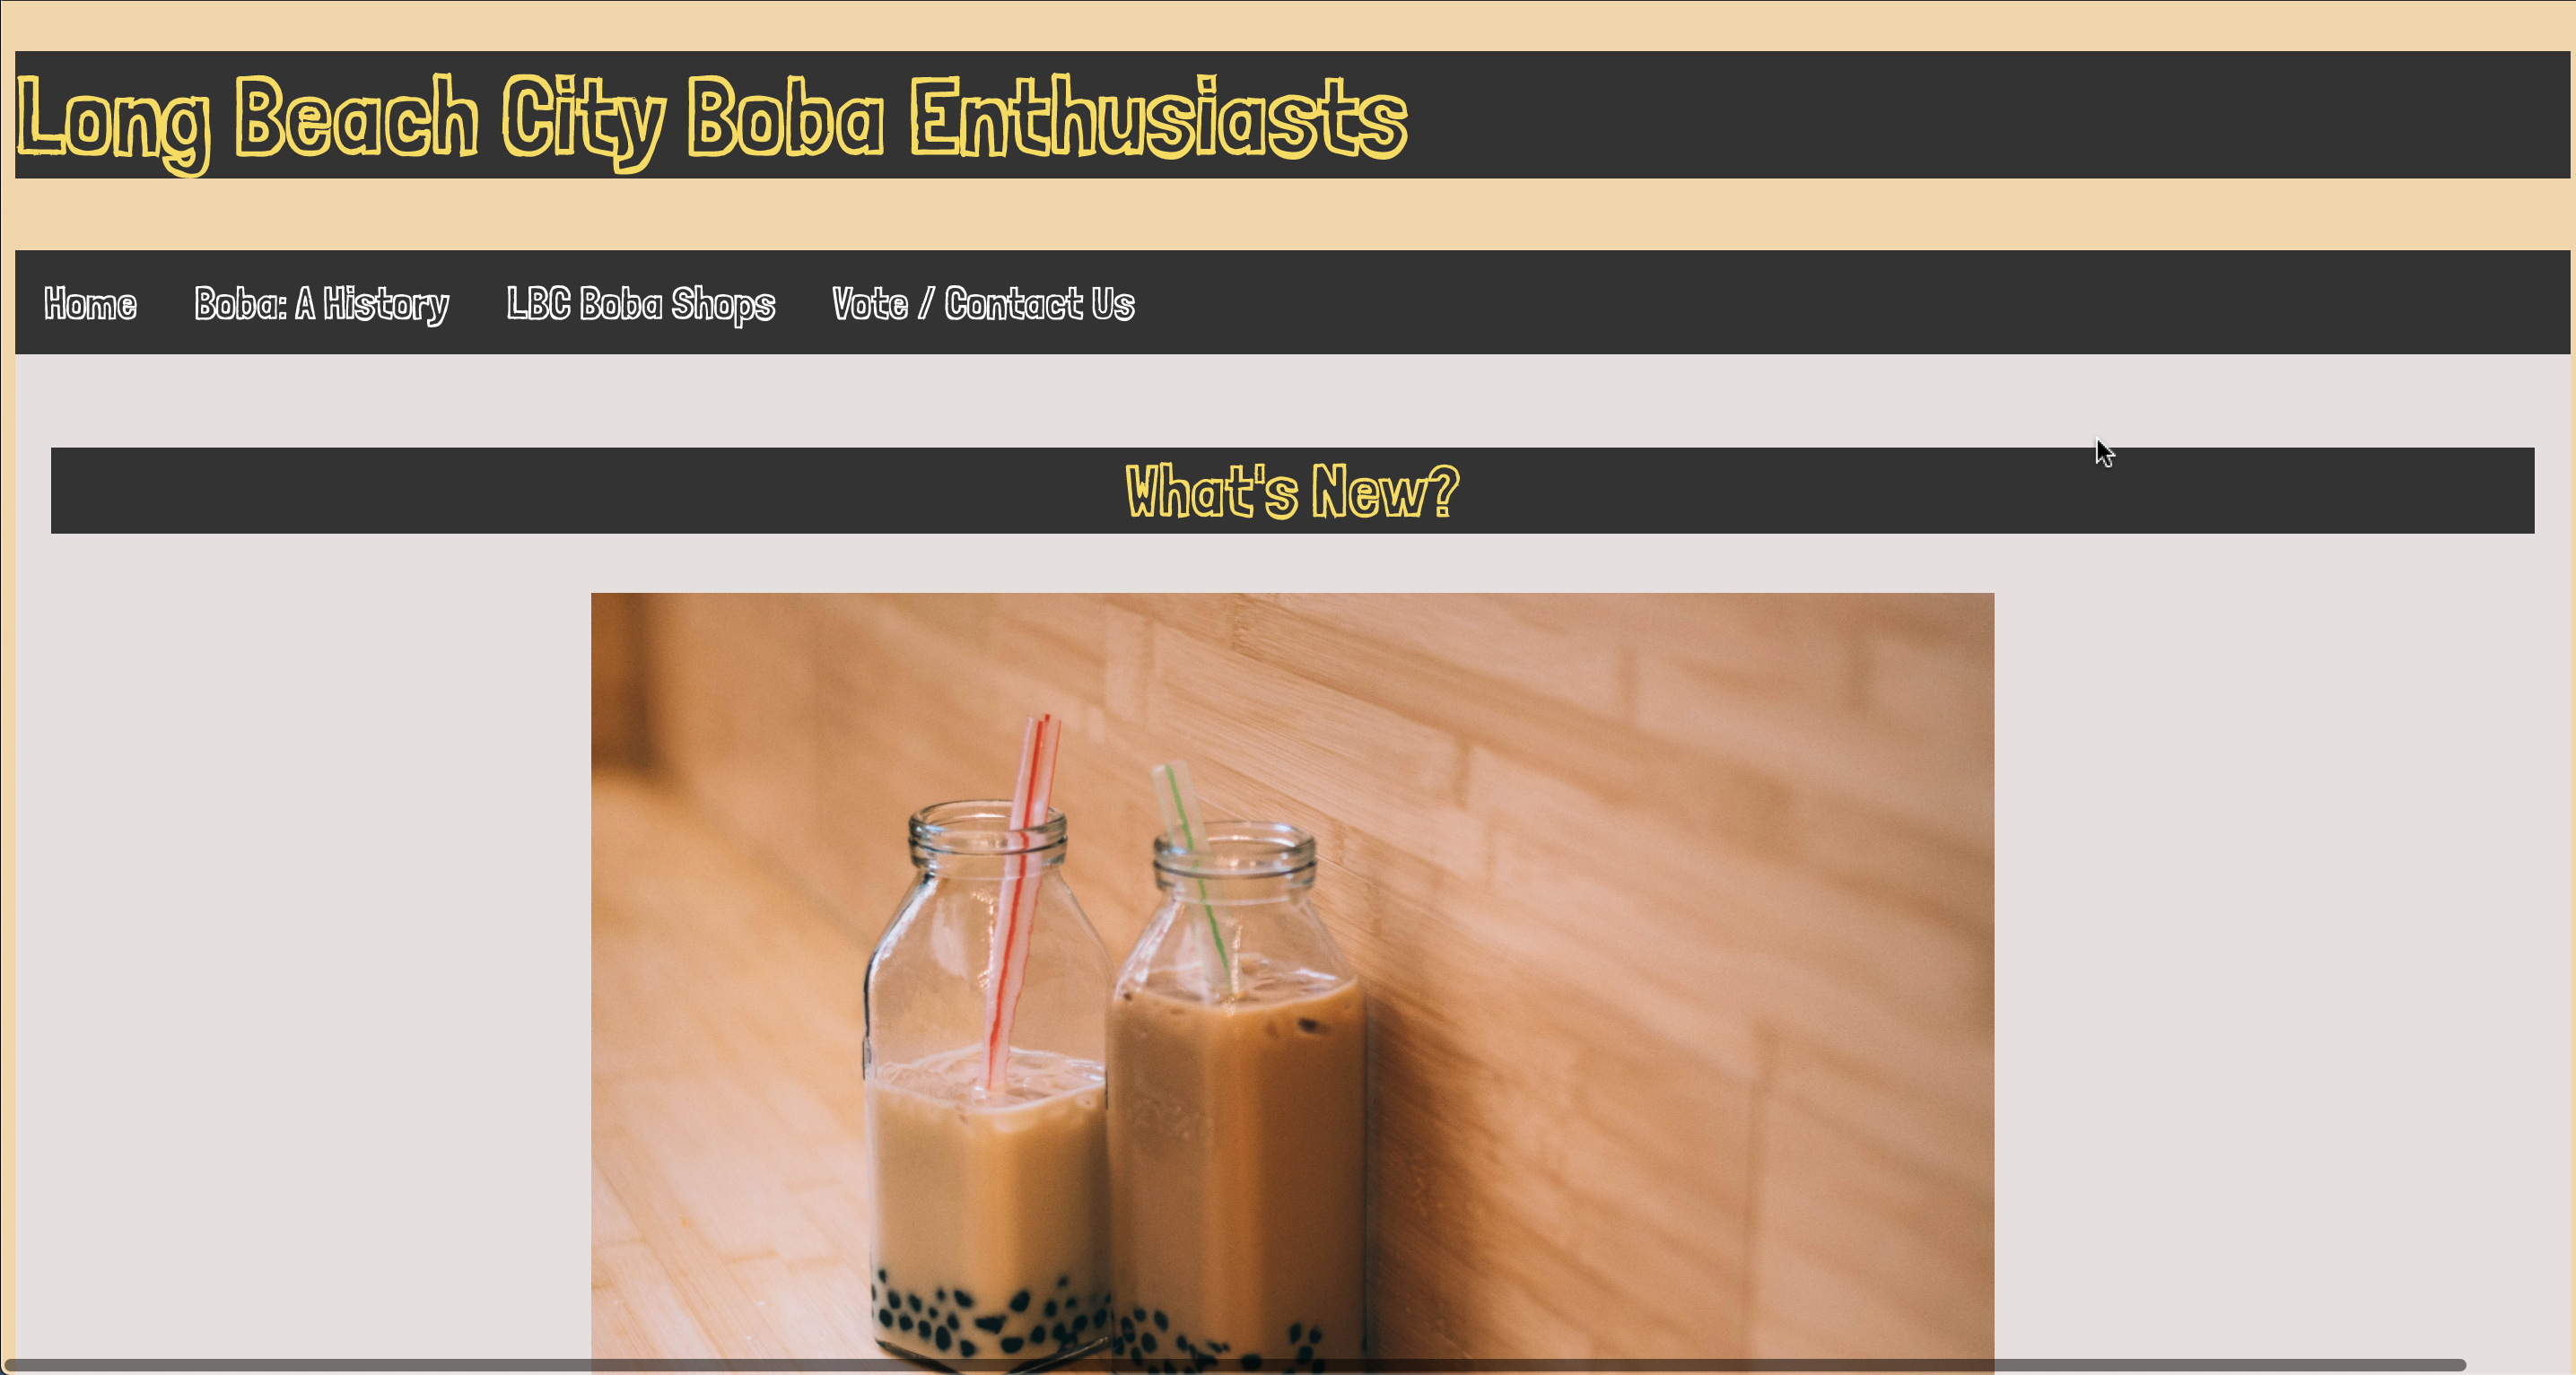 Long Beach City Boba Enthusiasts
Home Boba: A History LBC Boba Shops Vote / Contact Us
What's New?